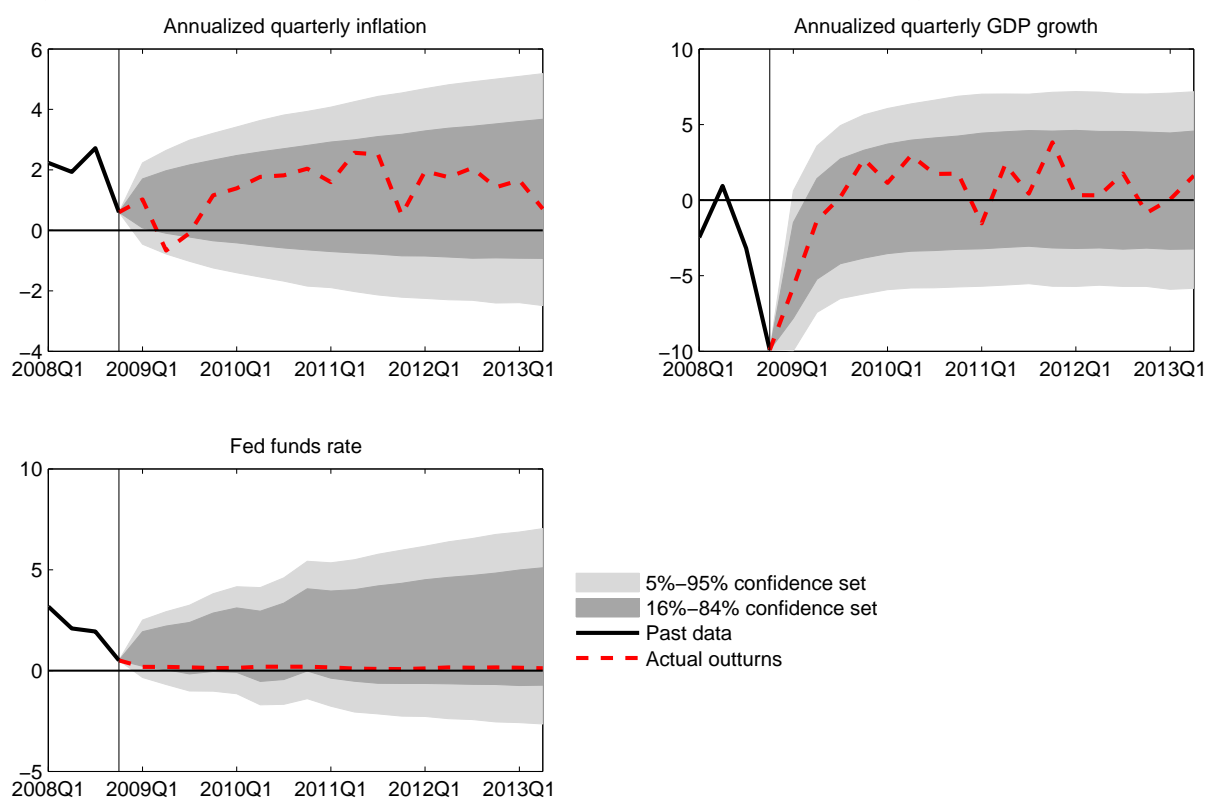 Annualized quarterly inflation
6
4
2
0
−2
−4
2008Q1 2009Q1 2010Q1 2011Q1 2012Q1 2013Q1
Annualized quarterly GDP growth
10
5
0
−5
−10
2008Q1 2009Q1 2010Q1 2011Q1 2012Q1 2013Q1
Fed funds rate
10
5
0
−5
2008Q1 2009Q1 2010Q1 2011Q1 2012Q1 2013Q1
5%−95% confidence set
16%−84% confidence set
Past data
Actual outturns